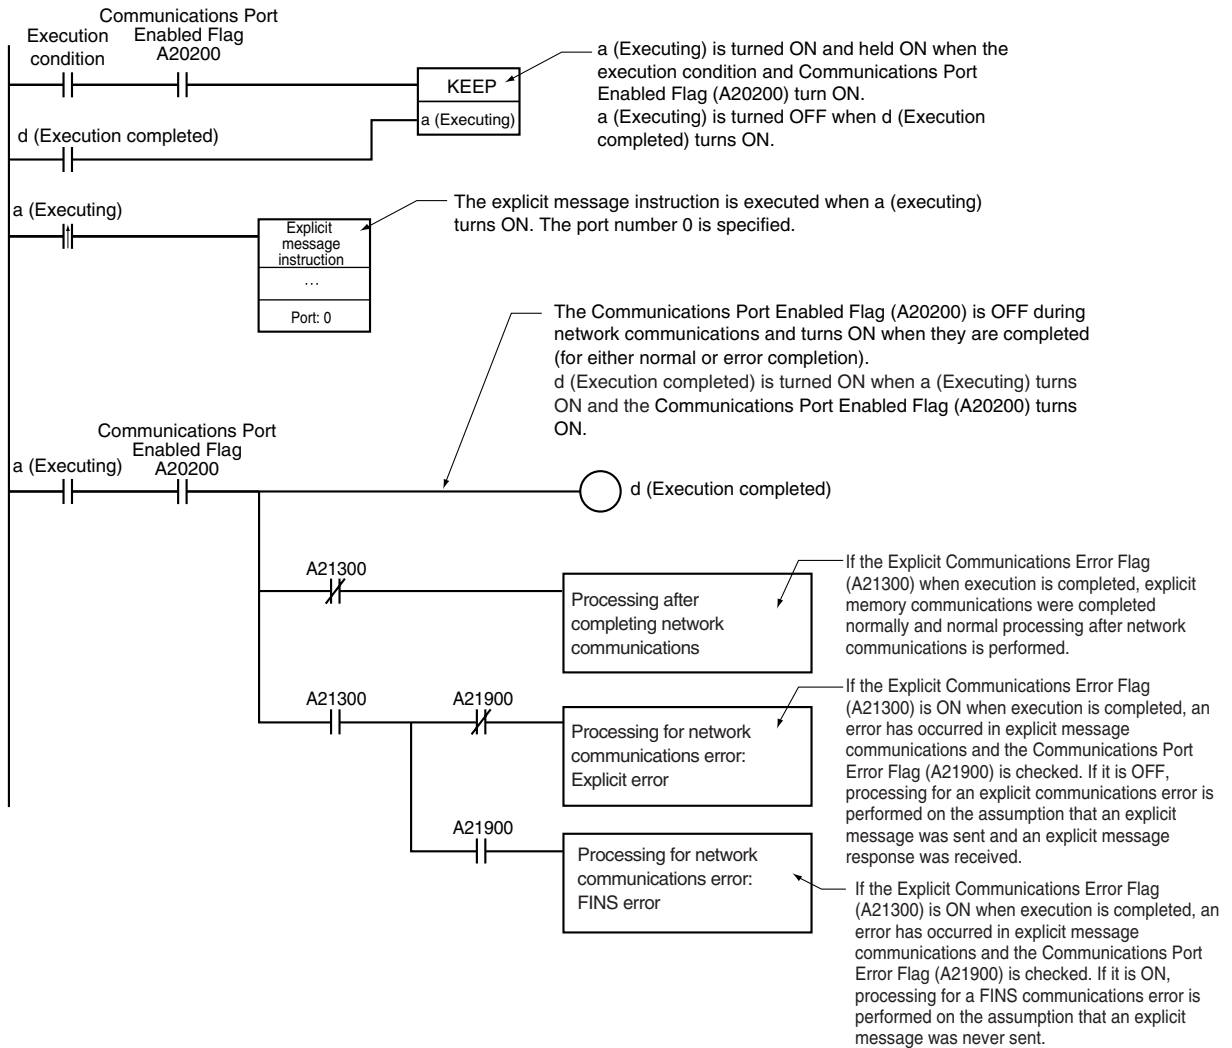 Communications Port
Enabled Flag
A20200
Execution
condition
KEEP
a (Executing)
d (Execution completed)
a (Executing) is turned ON and held ON when the
execution condition and Communications Port
Enabled Flag (A20200) turn ON.
a (Executing) is turned OFF when d (Execution
completed) turns ON.
a (Executing)
Explicit
message
instruction
...
Port: 0
The explicit message instruction is executed when a (executing)
turns ON. The port number 0 is specified.
The Communications Port Enabled Flag (A20200) is OFF during
network communications and turns ON when they are completed
(for either normal or error completion).
d (Execution completed) is turned ON when a (Executing) turns
ON and the Communications Port Enabled Flag (A20200) turns
ON.
Communications Port
Enabled Flag
A20200
a (Executing)
d (Execution completed)
A21300
Processing after
completing network
communications
If the Explicit Communications Error Flag
(A21300) when execution is completed, explicit
memory communications were completed
normally and normal processing after network
communications is performed.
A21300
A21900
Processing for network
communications error:
Explicit error
If the Explicit Communications Error Flag
(A21300) is ON when execution is completed, an
error has occurred in explicit message
communications and the Communications Port
Error Flag (A21900) is checked. If it is OFF,
processing for an explicit communications error is
performed on the assumption that an explicit
message was sent and an explicit message
response was received.
A21900
Processing for network
communications error:
FINS error
If the Explicit Communications Error Flag
(A21300) is ON when execution is completed, an
error has occurred in explicit message
communications and the Communications Port
Error Flag (A21900) is checked. If it is ON,
processing for a FINS communications error is
performed on the assumption that an explicit
message was never sent.